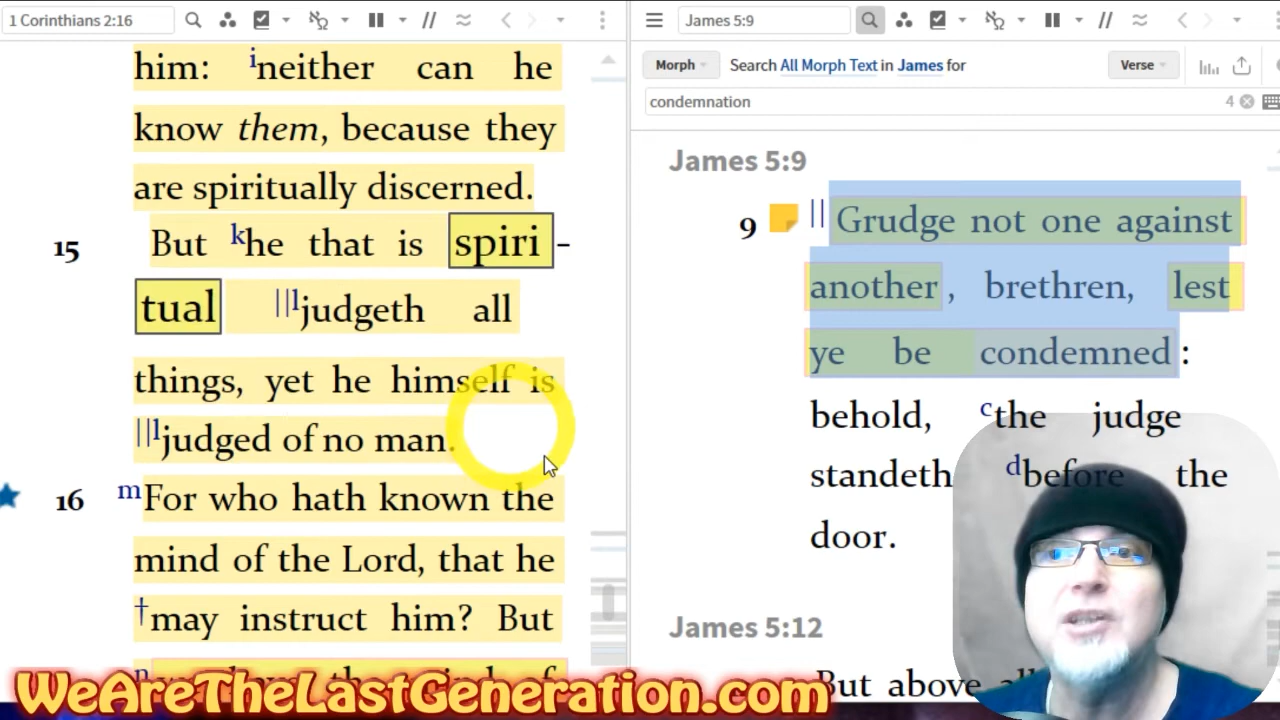 1 Corinthians 2:16
him: ineither can he
know them, because they
are spiritually discerned.
15 But khe that is spiri-
tual ||ljudgeth all
things, yet he himself is
||ljudged of no man.
16 mFor who hath known the
mind of the Lord, that he
†may instruct him? But
James 5:9
Morph Search All Morph Text in James for Verse
condemnation 4
James 5:9
9 || Grudge not one against
another, brethren, lest
ye be condemned:
behold, cthe judge
standeth dbefore the
door.
James 5:12
But above
WeAreTheLastGeneration.com